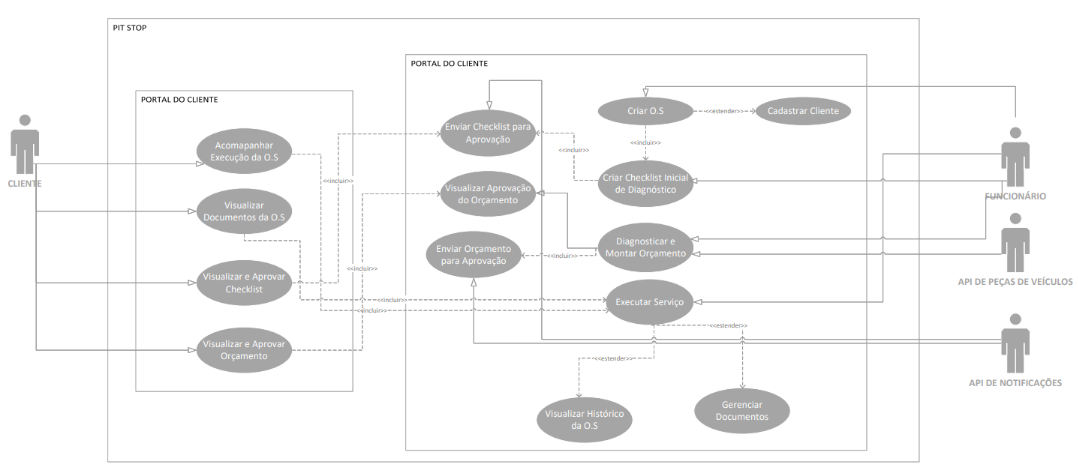 PIT STOP
PORTAL DO CLIENTE
PORTAL DO CLIENTE
CLIENTE
Acomapanhar
Execução da O.S
Visualizar
Documentos da O.S
Visualizar e Aprovar
Checklist
Visualizar e Aprovar
Orçamento
<<incluir>>
<<incluir>>
<<incluir>>
<<incluir>>
Enviar Checklist para
Aprovação
Visualizar Aprovação
do Orçamento
Enviar Orçamento
para Aprovação
Criar O.S
<<estender>>
Cadastrar Cliente
<<incluir>>
<<incluir>>
Criar Checklist Inicial
de Diagnóstico
Diagnosticar e
Montar Orçamento
<<incluir>>
Executar Serviço
<<estender>>
<<estender>>
Visualizar Histórico
da O.S
Gerenciar
Documentos
FUNCIONÁRIO
API DE PEÇAS DE VEÍCULOS
API DE NOTIFICAÇÕES